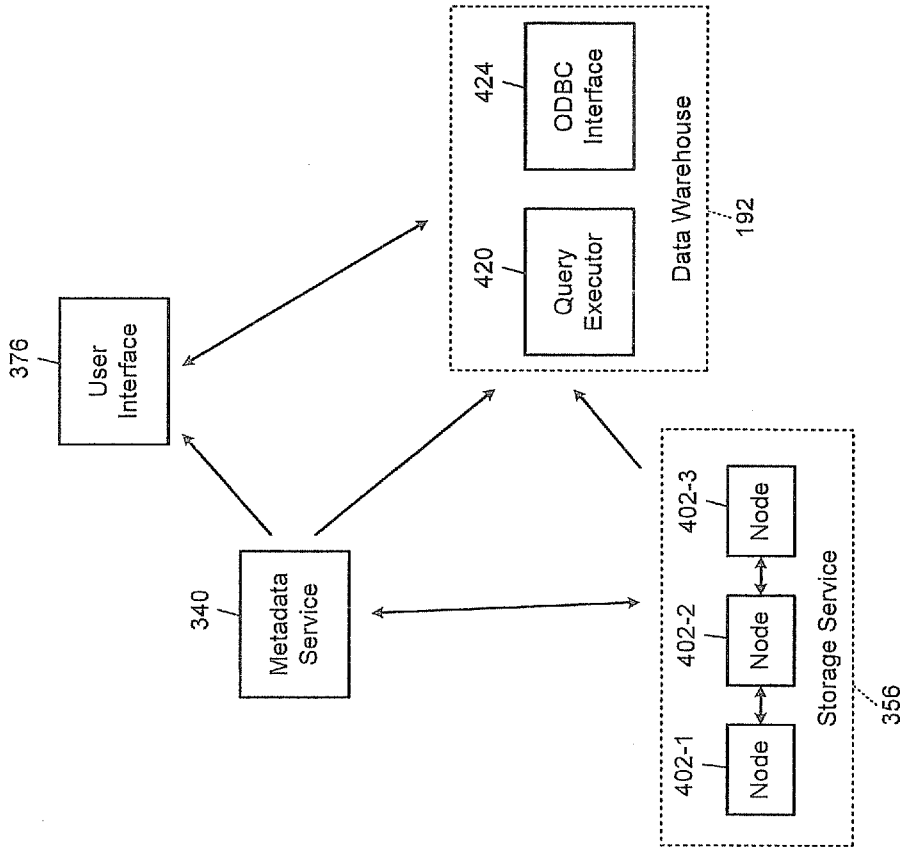 376
User
Interface
340
Metadata
Service
420
Query
Executor
424
ODBC
Interface
Data Warehouse
192
402-1
Node
402-2
Node
402-3
Node
Storage Service
356